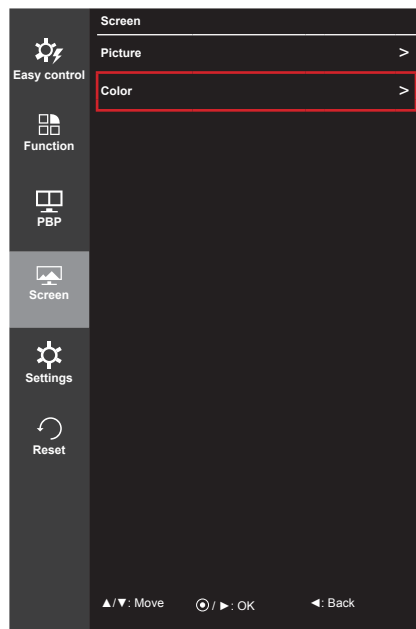 Screen
Picture >
Color >
Easy control
Function
PBP
Screen
Settings
Reset
▲/▼: Move ◉ / ►: OK ◄: Back